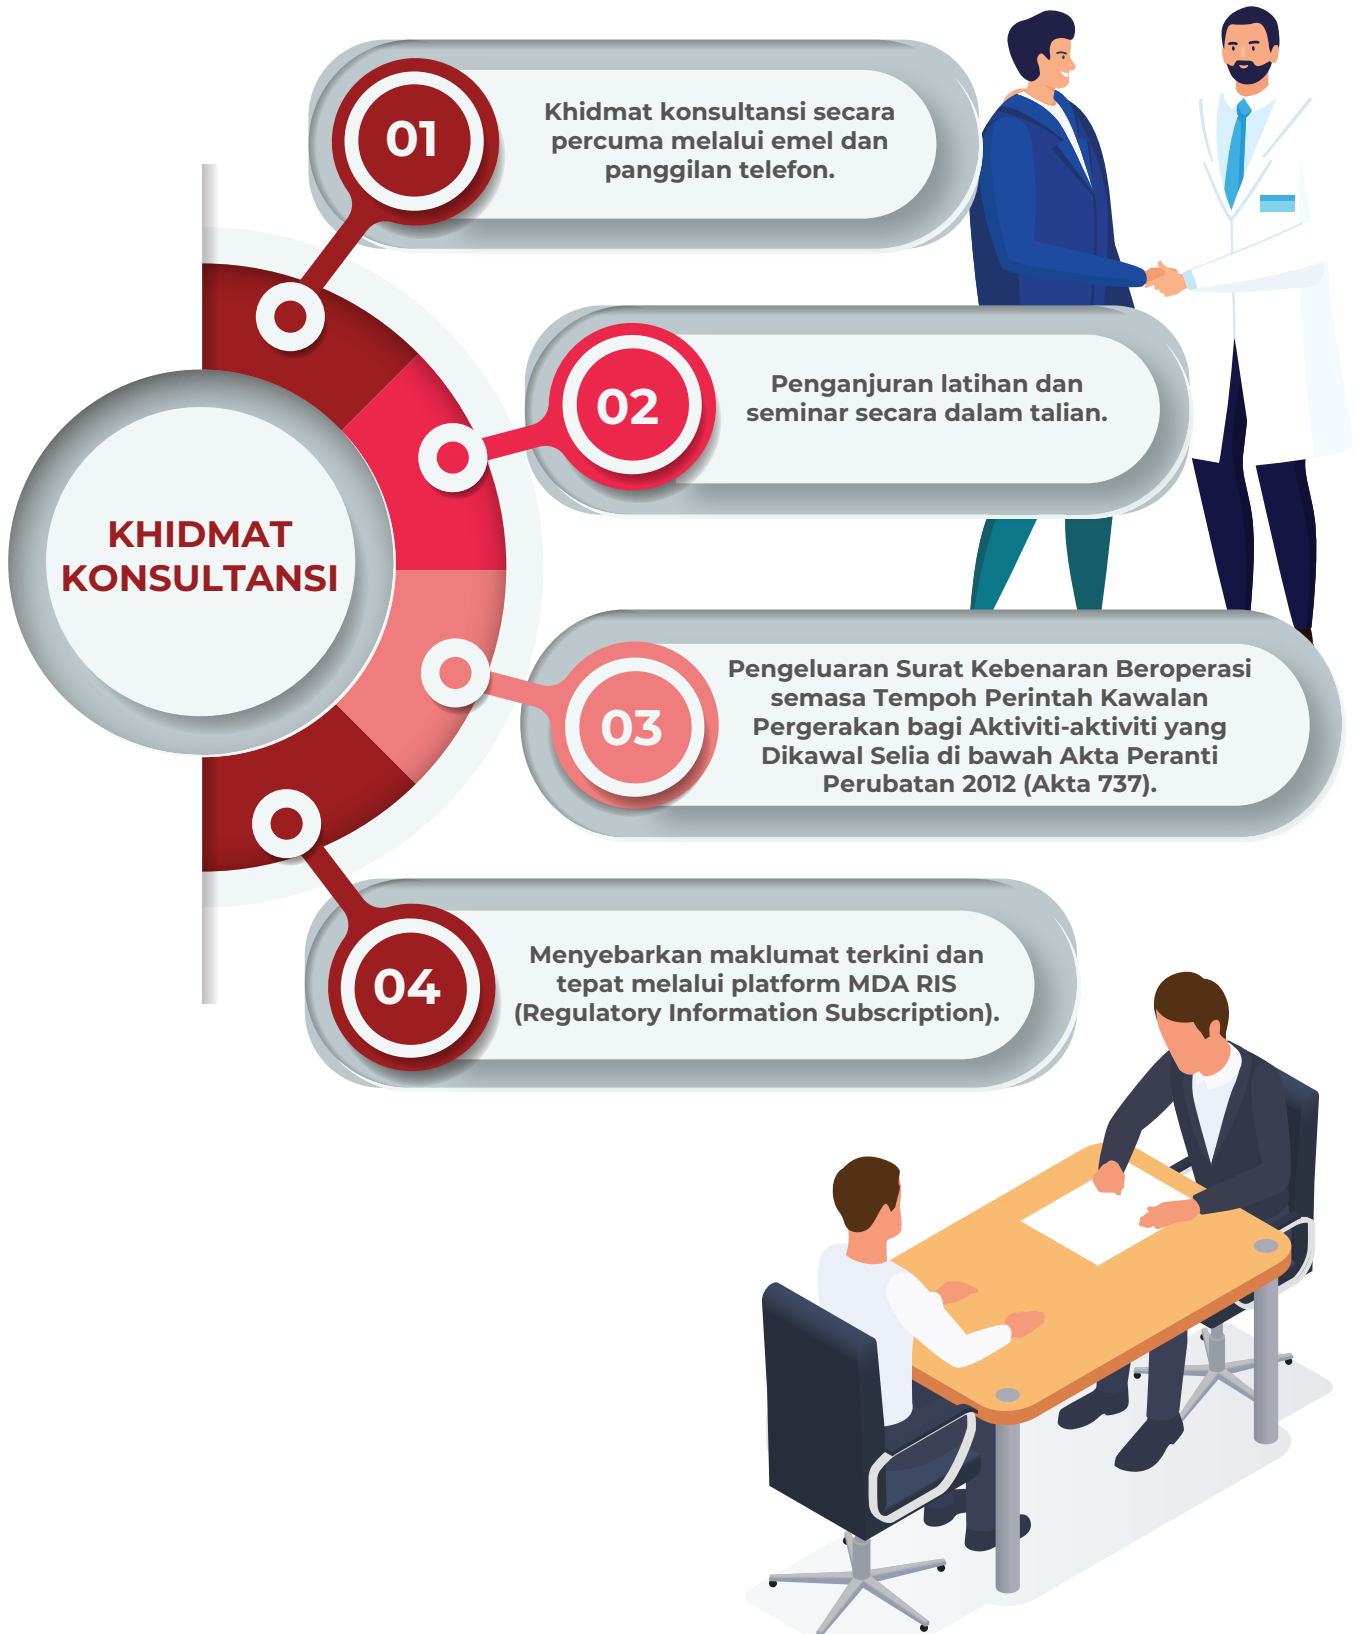 KHIDMAT
KONSULTANSI
01
Khidmat konsultansi secara
percuma melalui emel dan
panggilan telefon.
02
Penganjuran latihan dan
seminar secara dalam talian.
03
Pengeluaran Surat Kebenaran Beroperasi
semasa Tempoh Perintah Kawalan
Pergerakan bagi Aktiviti-aktiviti yang
Dikawal Selia di bawah Akta Peranti
Perubatan 2012 (Akta 737).
04
Menyebarkan maklumat terkini dan
tepat melalui platform MDA RIS
(Regulatory Information Subscription).